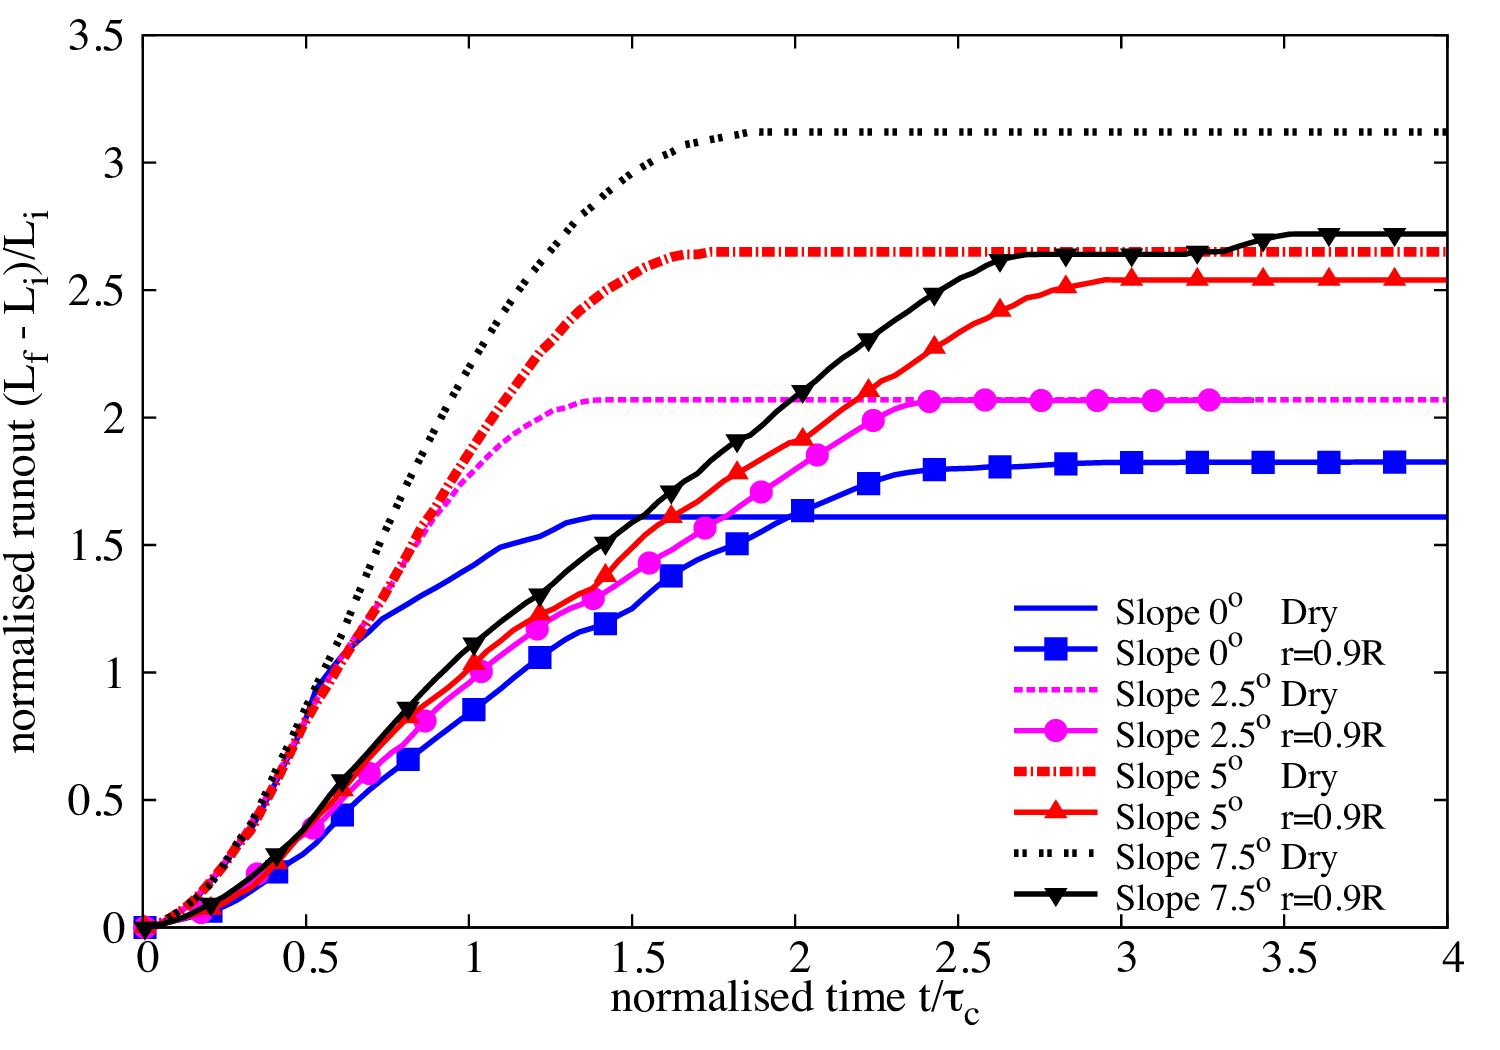 normalised runout (L_f - L_i)/L_i
3.5
3
2.5
2
1.5
1
0.5
0
0 0.5 1 1.5 2 2.5 3 3.5 4
normalised time t/τ_c
Slope 0° Dry
Slope 0° r=0.9R
Slope 2.5° Dry
Slope 2.5° r=0.9R
Slope 5° Dry
Slope 5° r=0.9R
Slope 7.5° Dry
Slope 7.5° r=0.9R